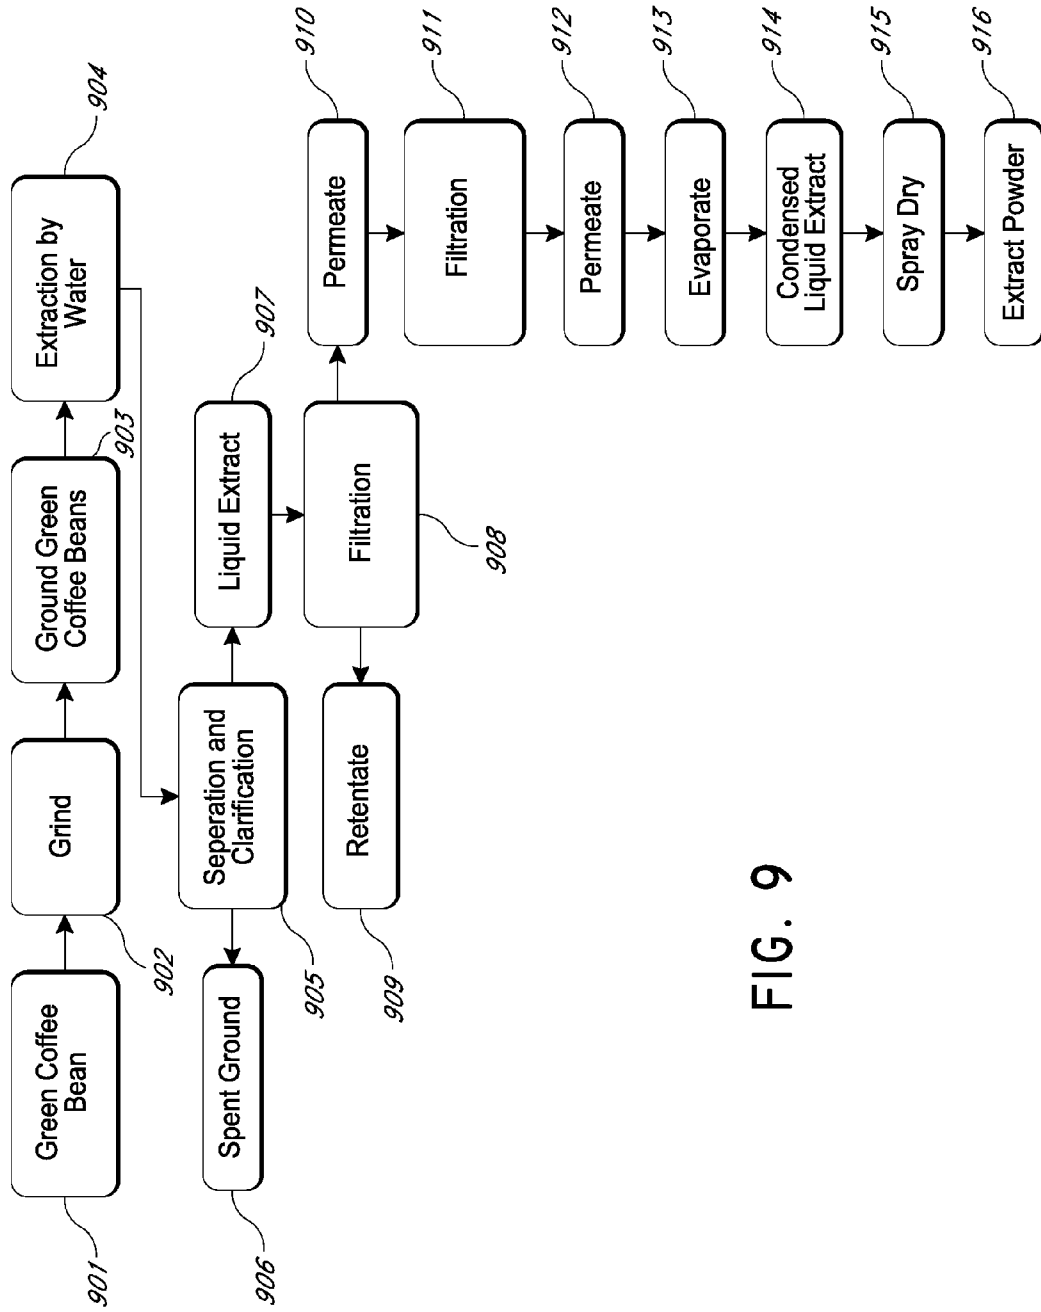 901
Green Coffee
Bean
902
Grind
903
Ground Green
Coffee Beans
904
Extraction by
Water
905
Seperation and
Clarification
906
Spent Ground
907
Liquid Extract
908
Filtration
909
Retentate
910
Permeate
911
Filtration
912
Permeate
913
Evaporate
914
Condensed
Liquid Extract
915
Spray Dry
916
Extract Powder
FIG. 9